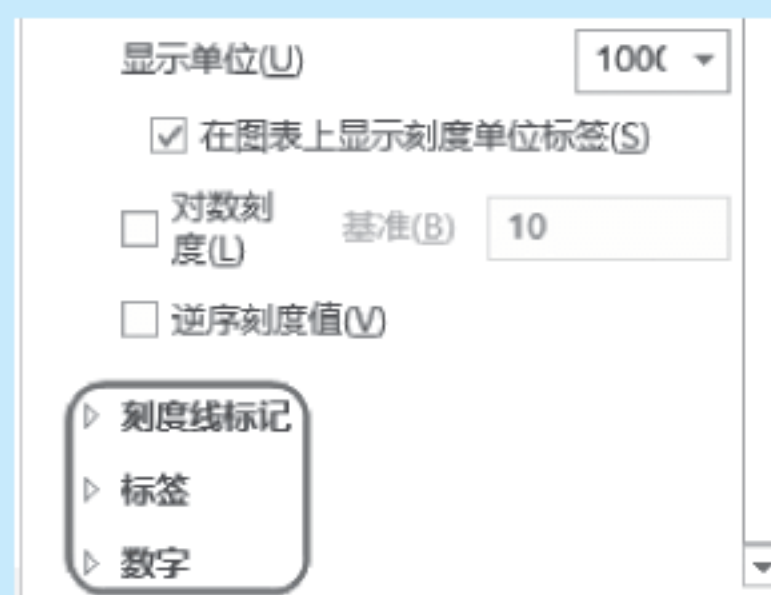 显示单位(U)
100(
在图表上显示刻度单位标签(S)
对数刻
度(L)
基准(B)
10
逆序刻度值(V)
刻度线标记
标签
数字